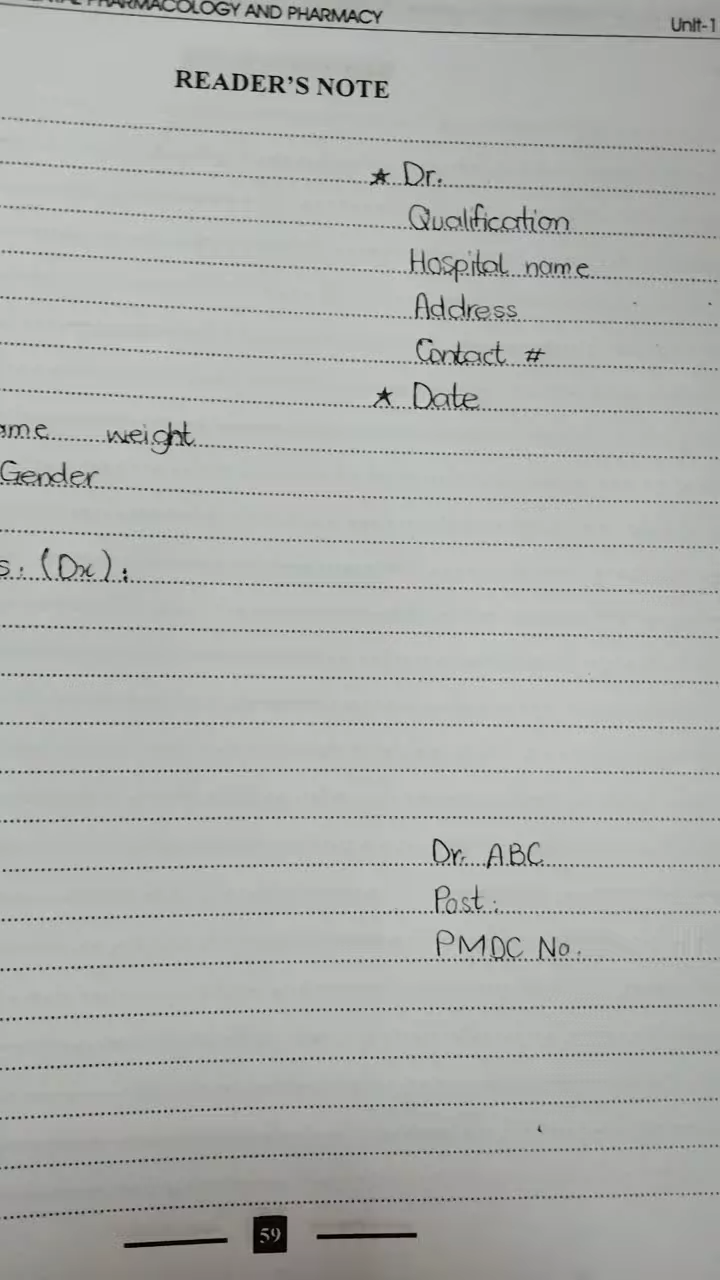 PHARMACOLOGY AND PHARMACY
Unit-1
READER'S NOTE
★ Dr.
Qualification
Hospital name
Address
Contact #
★ Date
ame weight
Gender
s: (Dx):
Dr. ABC
Post:
PMDC No.
59